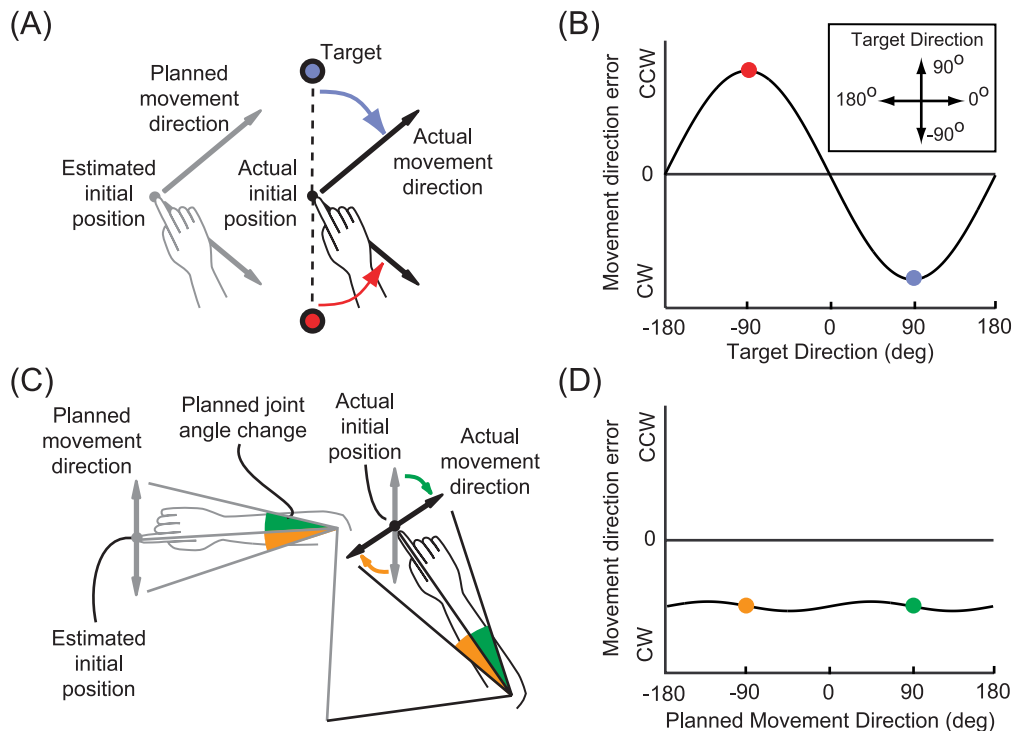 (A)
Target
Planned
movement
direction
Estimated
initial
position
Actual
initial
position
Actual
movement
direction
(B)
Movement direction error
CCW
0
CW
Target Direction
90°
180°
0°
-90°
-180
-90
0
90
180
Target Direction (deg)
(C)
Planned
movement
direction
Planned joint
angle change
Actual
initial
position
Actual
movement
direction
Estimated
initial
position
(D)
Movement direction error
CCW
0
CW
-180
-90
0
90
180
Planned Movement Direction (deg)